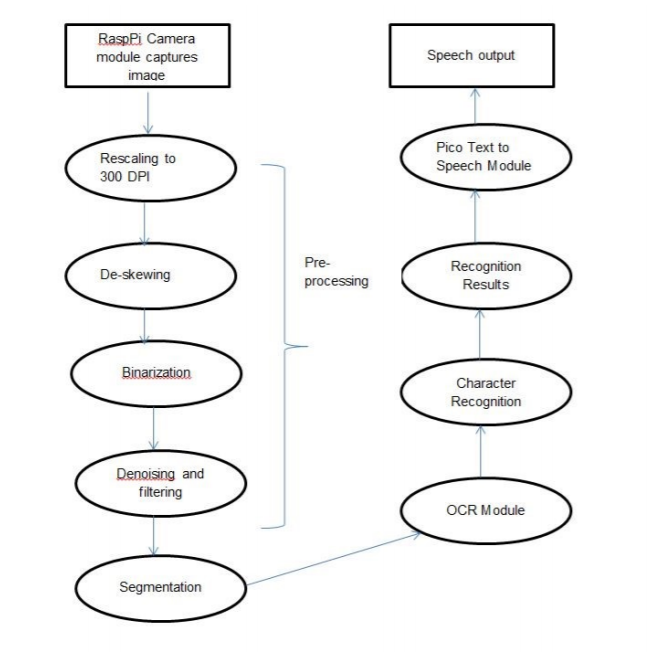 RaspPi Camera
module captures
image
Rescaling to
300 DPI
De-skewing
Binarization
Denoising and
filtering
Segmentation
Pre-
processing
Speech output
Pico Text to
Speech Module
Recognition
Results
Character
Recognition
OCR Module